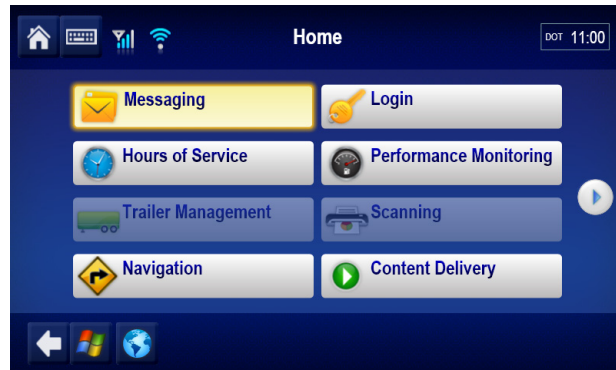 Home
DOT 11:00
Messaging
Login
Hours of Service
Performance Monitoring
Trailer Management
Scanning
Navigation
Content Delivery